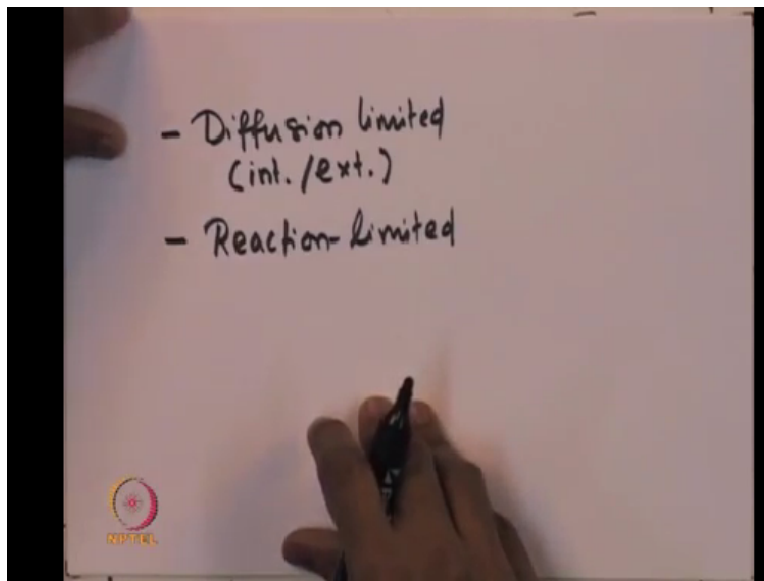 - Diffusion limited
(int./ext.)
- Reaction-limited
NPTEL